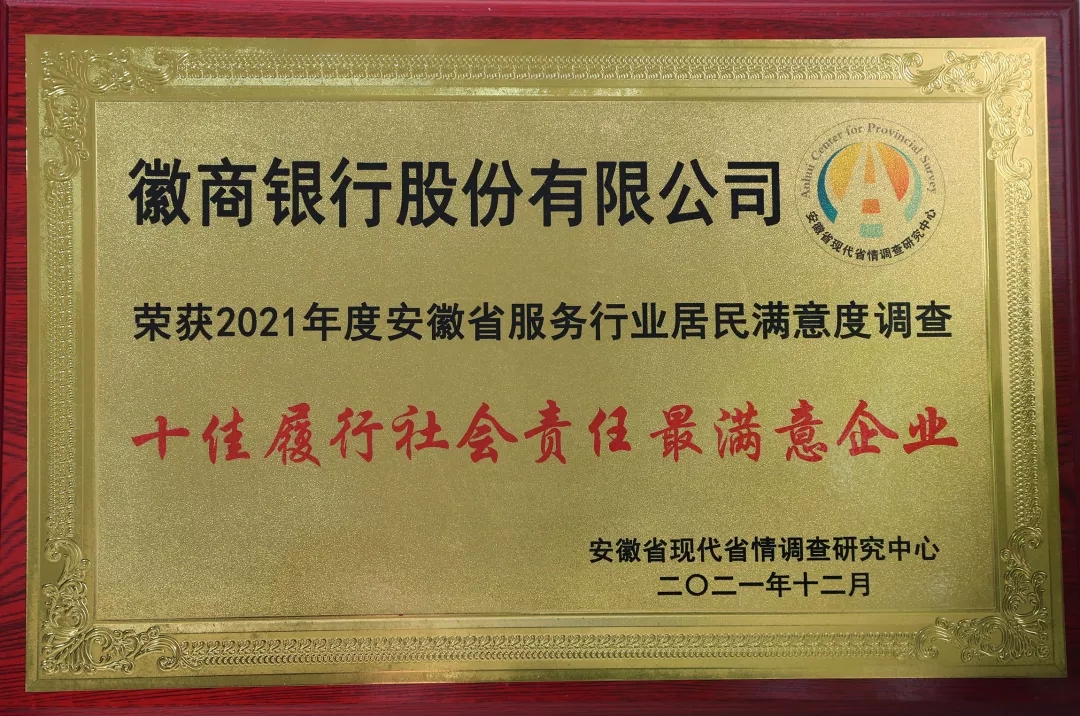 徽商银行股份有限公司
Anhui Center for Provincial Survey
安徽省现代省情调查研究中心
荣获2021年度安徽省服务行业居民满意度调查
十佳履行社会责任最满意企业
安徽省现代省情调查研究中心
二〇二一年十二月